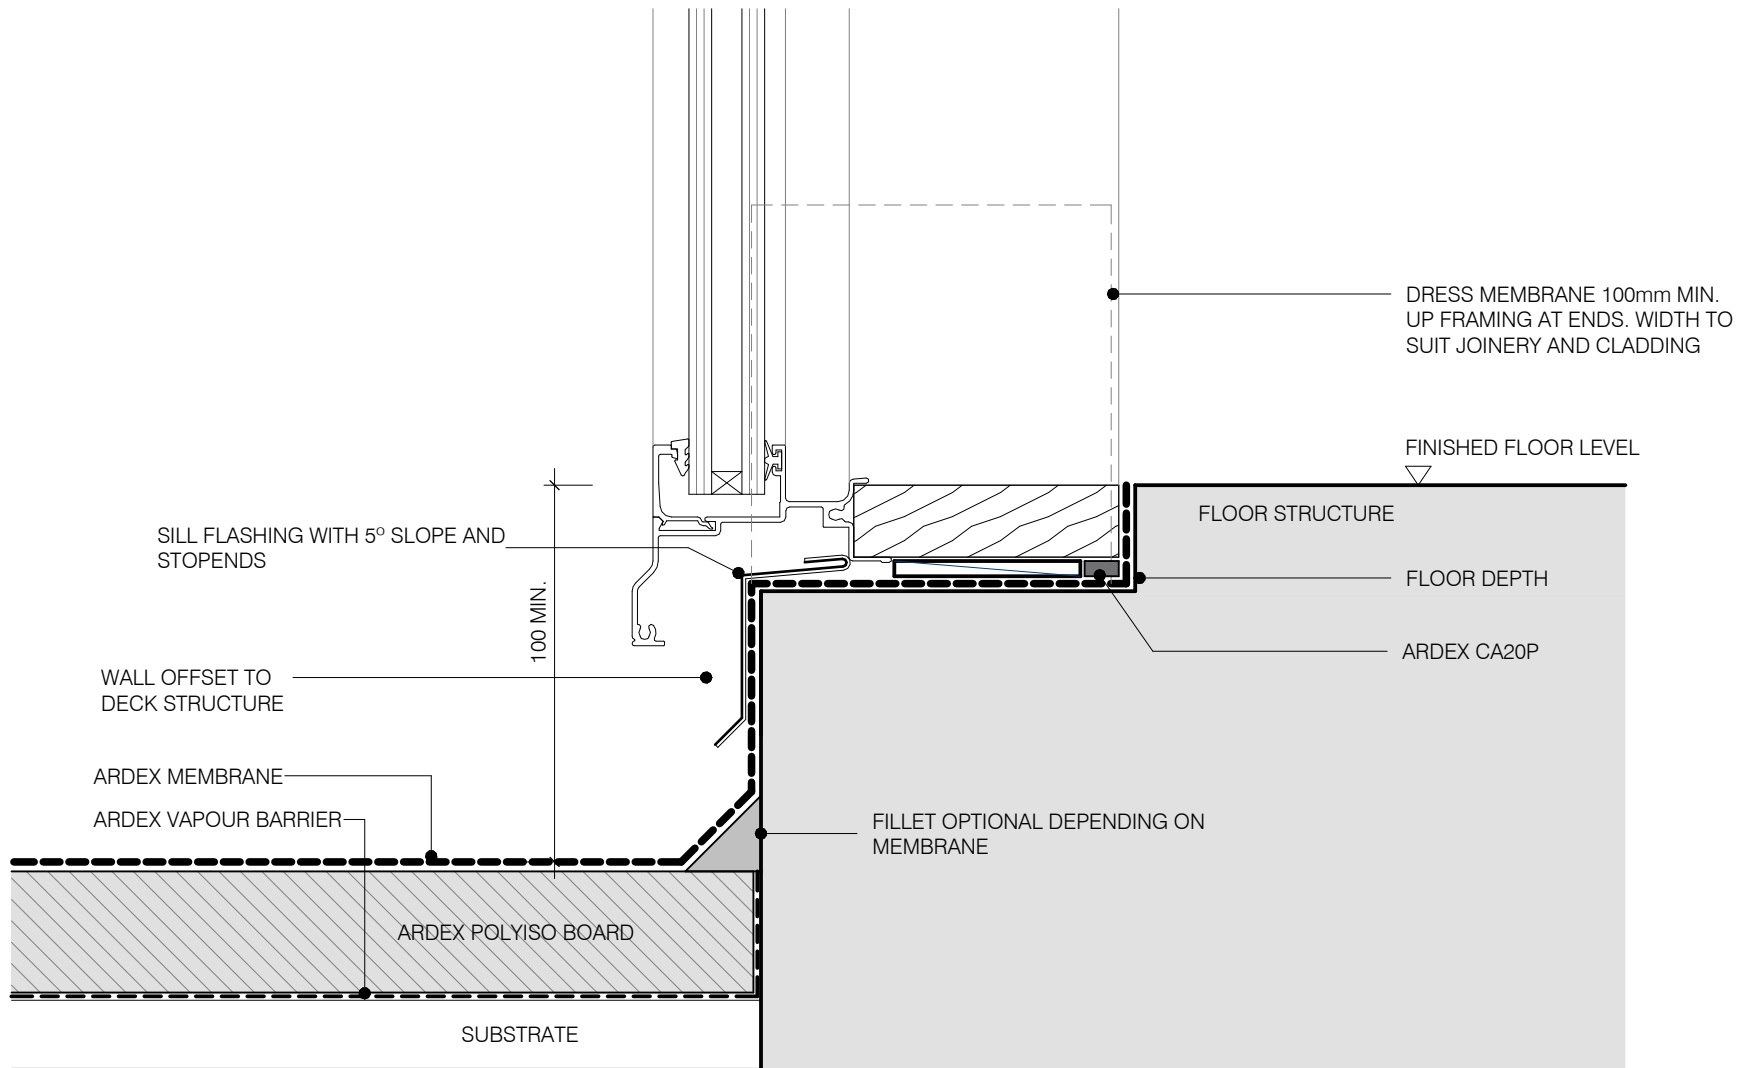 DRESS MEMBRANE 100mm MIN.
UP FRAMING AT ENDS. WIDTH TO
SUIT JOINERY AND CLADDING
FINISHED FLOOR LEVEL
FLOOR STRUCTURE
SILL FLASHING WITH 5º SLOPE AND
STOPENDS
FLOOR DEPTH
100 MIN.
ARDEX CA20P
WALL OFFSET TO
DECK STRUCTURE
ARDEX MEMBRANE
ARDEX VAPOUR BARRIER
FILLET OPTIONAL DEPENDING ON
MEMBRANE
ARDEX POLYISO BOARD
SUBSTRATE